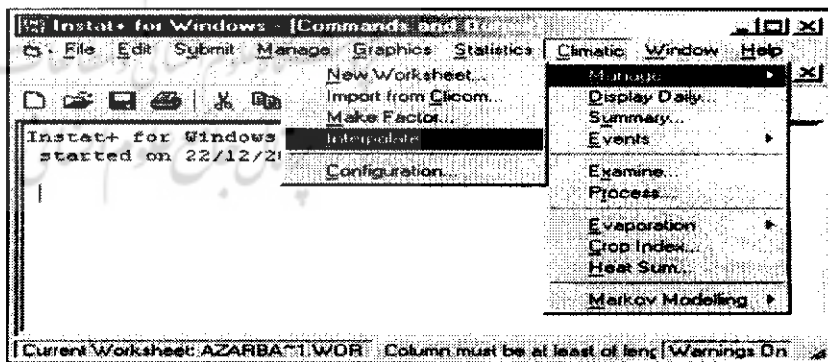 Instat+ for Windows - [Commands and
File Edit Submit Manage Graphics Statistics Climatic Window Help
New Worksheet...
Import from Clicom...
Make Factor...
Interpolate
Configuration...
Manage
Display Daily...
Summary...
Events
Examine...
Process...
Evaporation
Crop Index...
Heat Sum...
Markov Modelling
Instat+ for Windows
started on 22/12/2
Current Worksheet: AZARBA~1.WOR Column must be at least of leng Warnings On